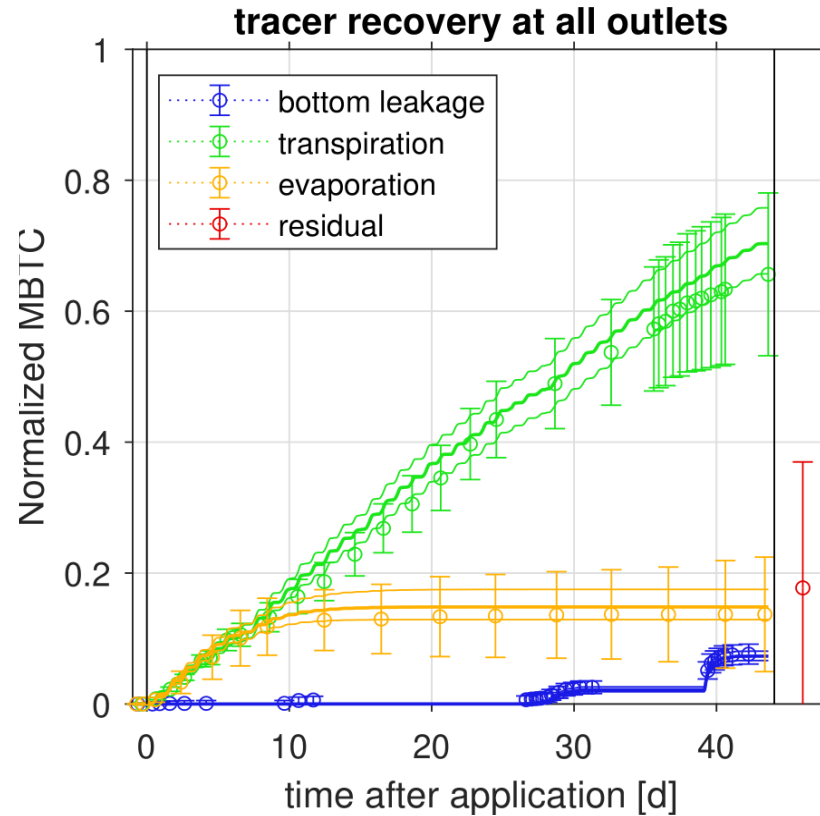 tracer recovery at all outlets
1
bottom leakage
transpiration
evaporation
residual
0.8
0.6
0.4
0.2
0
Normalized MBTC
0 10 20 30 40
time after application [d]